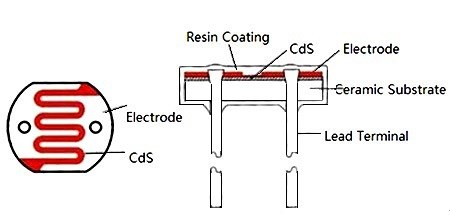 Resin Coating
CdS
Electrode
Ceramic Substrate
Lead Terminal
Electrode
CdS